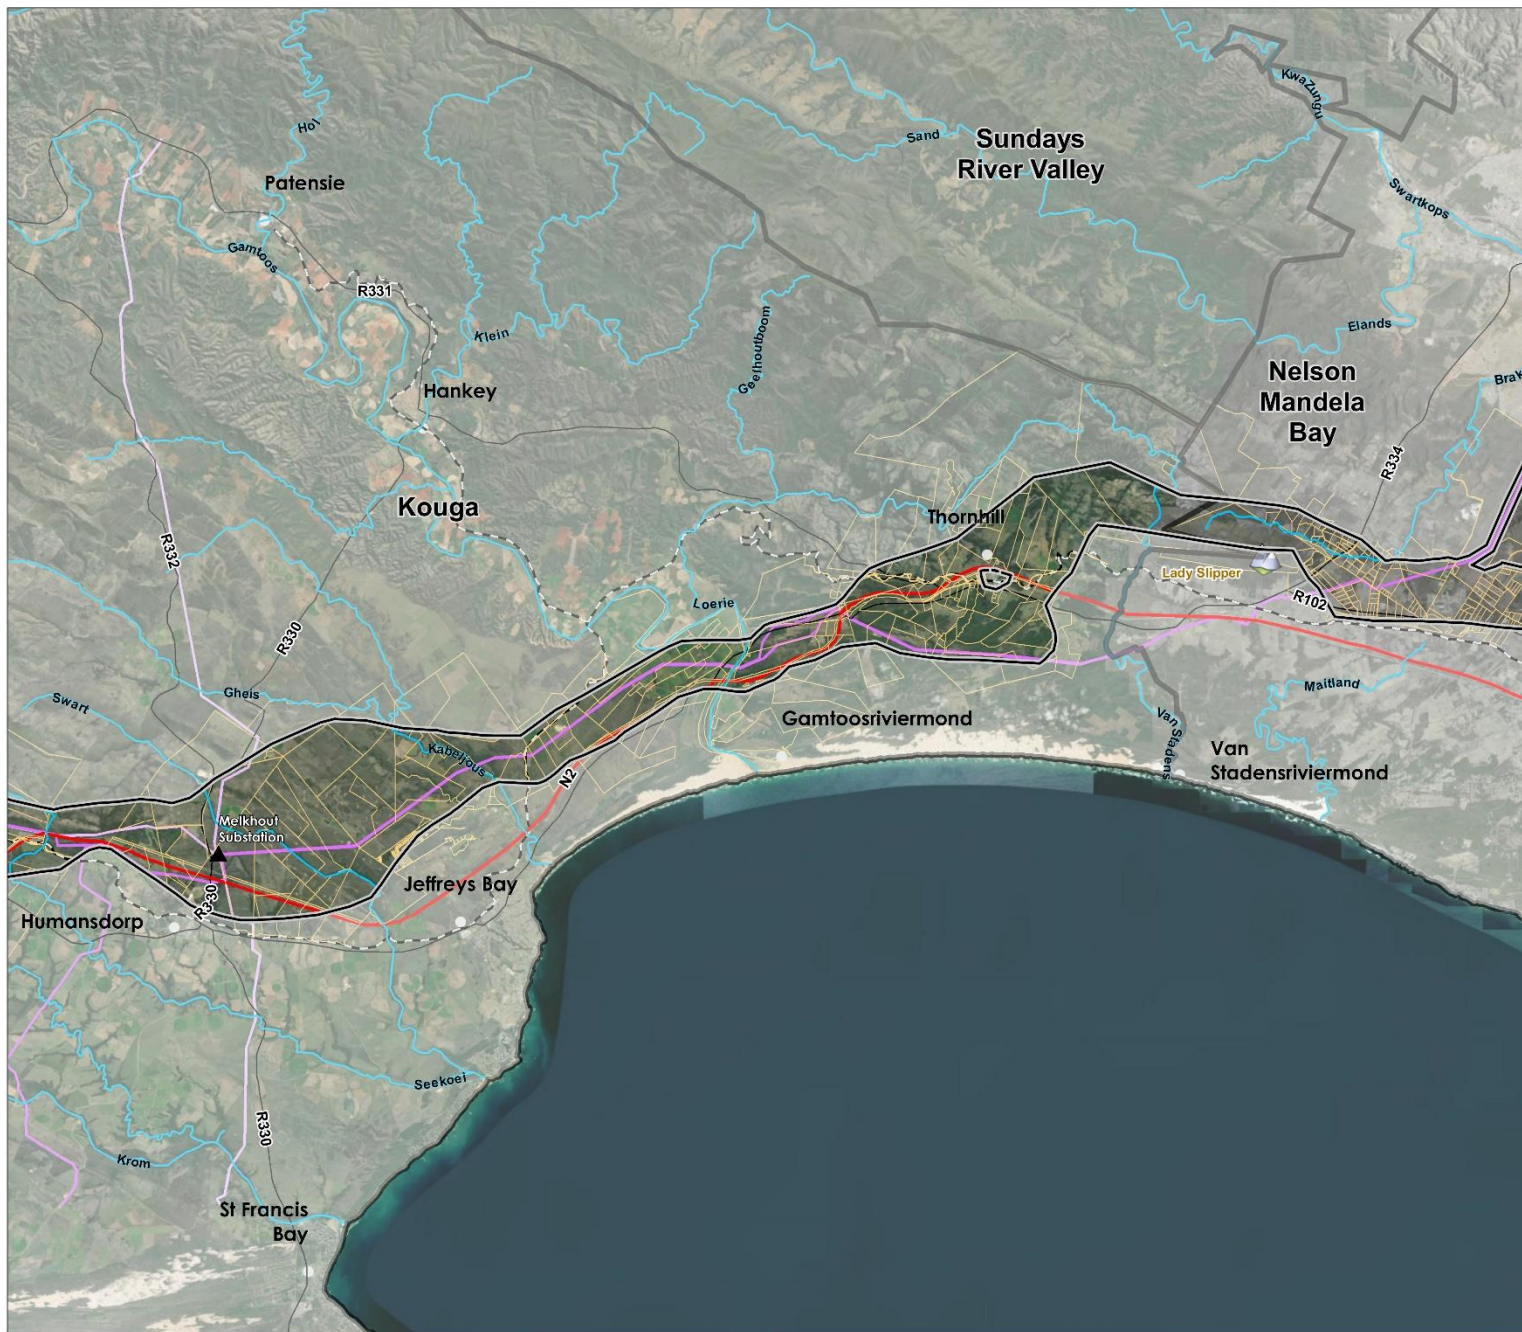 KwaZungu
Hol
Sand
Sundays
River Valley
Patensie
Swartkops
Gamtoos
R331
Klein
Geelhoutboom
Elands
Hankey
Nelson
Mandela
Bay
Brak
R334
Kouga
Thornhill
R332
Lady Slipper
R102
Loerie
R330
Gheis
Swart
Maitland
Gamtoosriviermond
Van Stadens
Kabeljous
Van
Stadensriviermond
N2
Melkhout
Substation
Jeffreys Bay
R330
Humansdorp
Seekoei
R330
Krom
St Francis
Bay